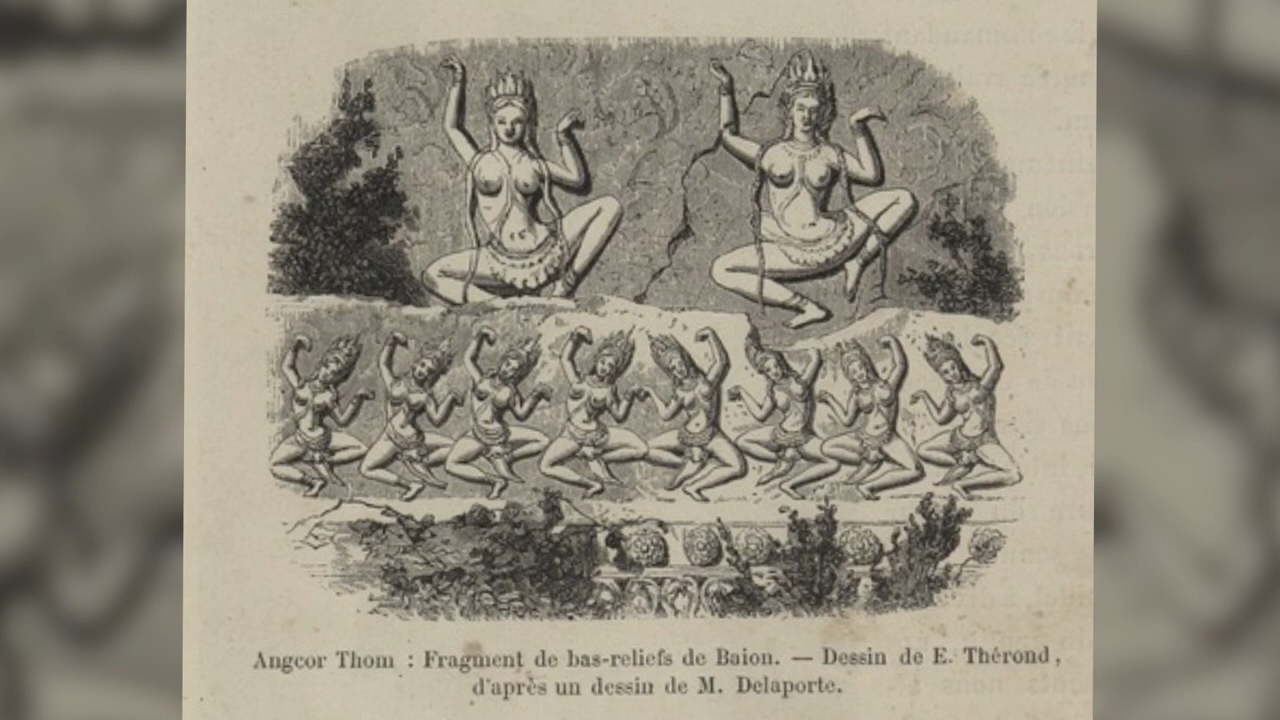 Angcor Thom : Fragment de bas-reliefs de Baion. — Dessin de E. Thérond,
d'après un dessin de M. Delaporte.